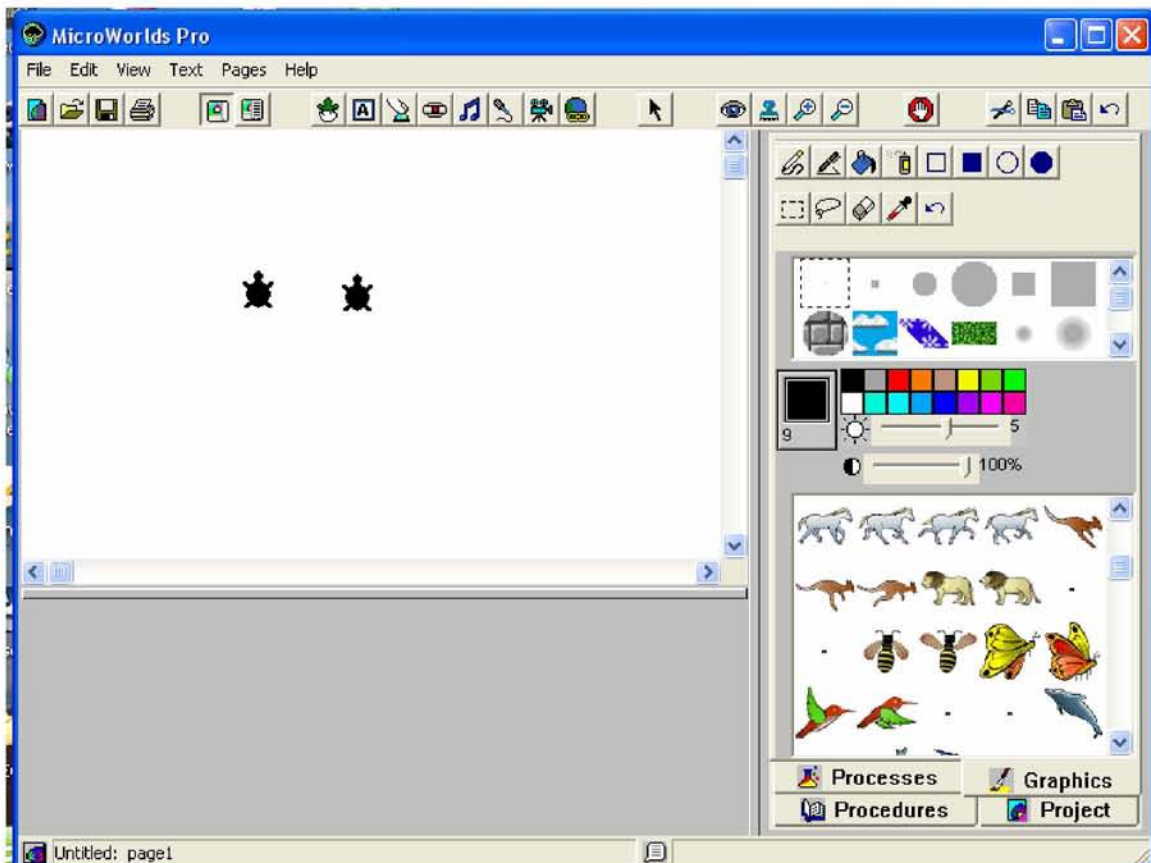 MicroWorlds Pro
File Edit View Text Pages Help
A
9
5
100%
Processes
Graphics
Procedures
Project
Untitled: page1